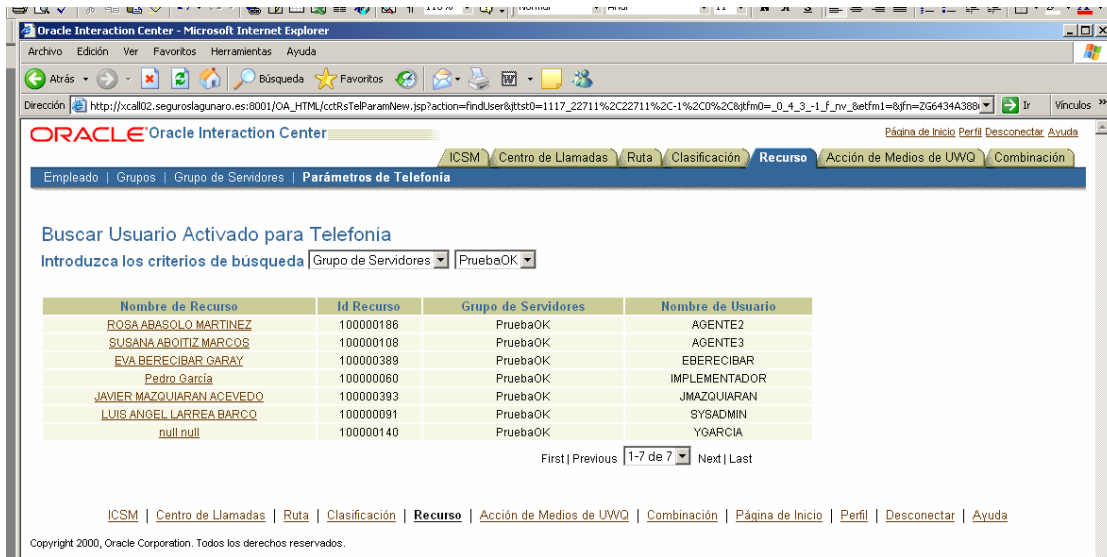 110% Normal Arial 11 N K S
Oracle Interaction Center - Microsoft Internet Explorer
Archivo Edición Ver Favoritos Herramientas Ayuda
Atrás Búsqueda Favoritos
Dirección http://xcall02.seguroslagunaro.es:8001/OA_HTML/cctRsTelParamNew.jsp?action=findUser&jttst0=1117_22711%2C22711%2C-1%2C0%2C&jtfm0=_0_4_3_-1_f_nv_&etfm1=&jfn=ZG6434A388 Ir Vínculos »
ORACLE Oracle Interaction Center Página de Inicio Perfil Desconectar Ayuda
ICSM Centro de Llamadas Ruta Clasificación Recurso Acción de Medios de UWQ Combinación
Empleado | Grupos | Grupo de Servidores | Parámetros de Telefonía
Buscar Usuario Activado para Telefonía
Introduzca los criterios de búsqueda Grupo de Servidores PruebaOK
Nombre de Recurso Id Recurso Grupo de Servidores Nombre de Usuario
ROSA ABASOLO MARTINEZ 100000186 PruebaOK AGENTE2
SUSANA ABOITIZ MARCOS 100000108 PruebaOK AGENTE3
EVA BERECIBAR GARAY 100000389 PruebaOK EBERECIBAR
Pedro García 100000060 PruebaOK IMPLEMENTADOR
JAVIER MAZQUIARAN ACEVEDO 100000393 PruebaOK JMAZQUIARAN
LUIS ANGEL LARREA BARCO 100000091 PruebaOK SYSADMIN
null null 100000140 PruebaOK YGARCIA
First | Previous 1-7 de 7 Next | Last
ICSM | Centro de Llamadas | Ruta | Clasificación | Recurso | Acción de Medios de UWQ | Combinación | Página de Inicio | Perfil | Desconectar | Ayuda
Copyright 2000, Oracle Corporation. Todos los derechos reservados.